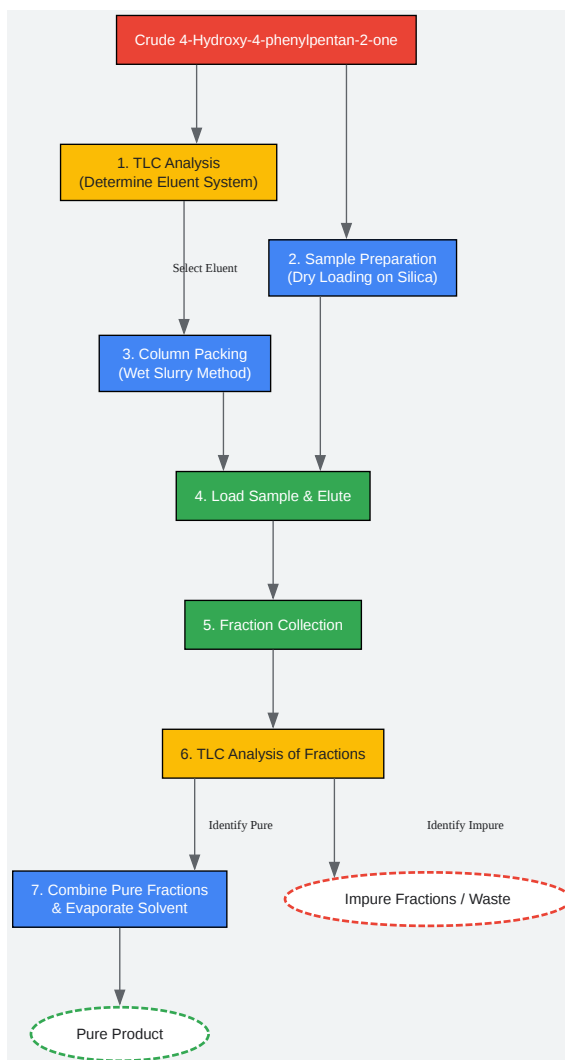 Crude 4-Hydroxy-4-phenylpentan-2-one
1. TLC Analysis
(Determine Eluent System)
2. Sample Preparation
(Dry Loading on Silica)
Select Eluent
3. Column Packing
(Wet Slurry Method)
4. Load Sample & Elute
5. Fraction Collection
6. TLC Analysis of Fractions
Identify Pure
Identify Impure
7. Combine Pure Fractions
& Evaporate Solvent
Impure Fractions / Waste
Pure Product